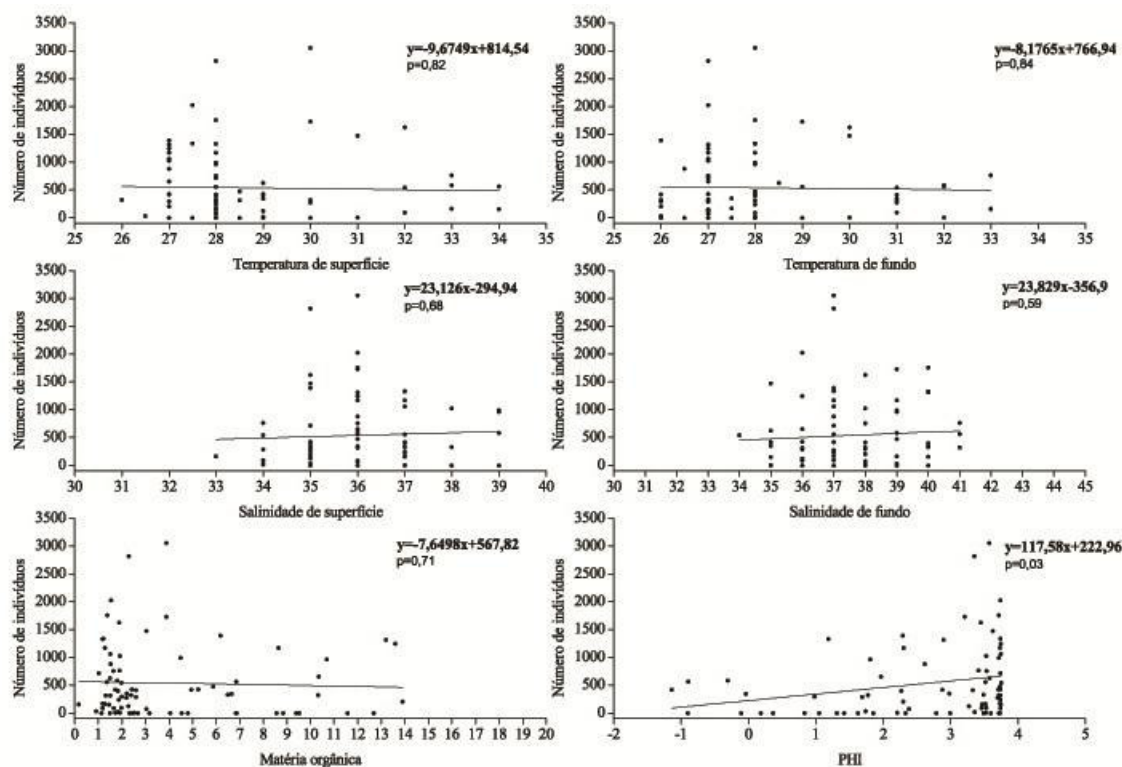 3500
3000
2500
2000
1500
1000
500
0
Número de indivíduos
y=-9,6749x+814,54
p=0,82
25 26 27 28 29 30 31 32 33 34 35
Temperatura de superfície
3500
3000
2500
2000
1500
1000
500
0
Número de indivíduos
y=-8,1765x+766,94
p=0,84
25 26 27 28 29 30 31 32 33 34 35
Temperatura de fundo
3500
3000
2500
2000
1500
1000
500
0
Número de indivíduos
y=23,126x-294,94
p=0,68
30 31 32 33 34 35 36 37 38 39 40
Salinidade de superfície
3500
3000
2500
2000
1500
1000
500
0
Número de indivíduos
y=23,829x-356,9
p=0,59
30 31 32 33 34 35 36 37 38 39 40 41 42 43 44 45
Salinidade de fundo
3500
3000
2500
2000
1500
1000
500
0
Número de indivíduos
y=-7,6498x+567,82
p=0,71
0 1 2 3 4 5 6 7 8 9 10 11 12 13 14 15 16 17 18 19 20
Matéria orgânica
3500
3000
2500
2000
1500
1000
500
0
Número de indivíduos
y=117,58x+222,96
p=0,03
-2 -1 0 1 2 3 4 5
PHI